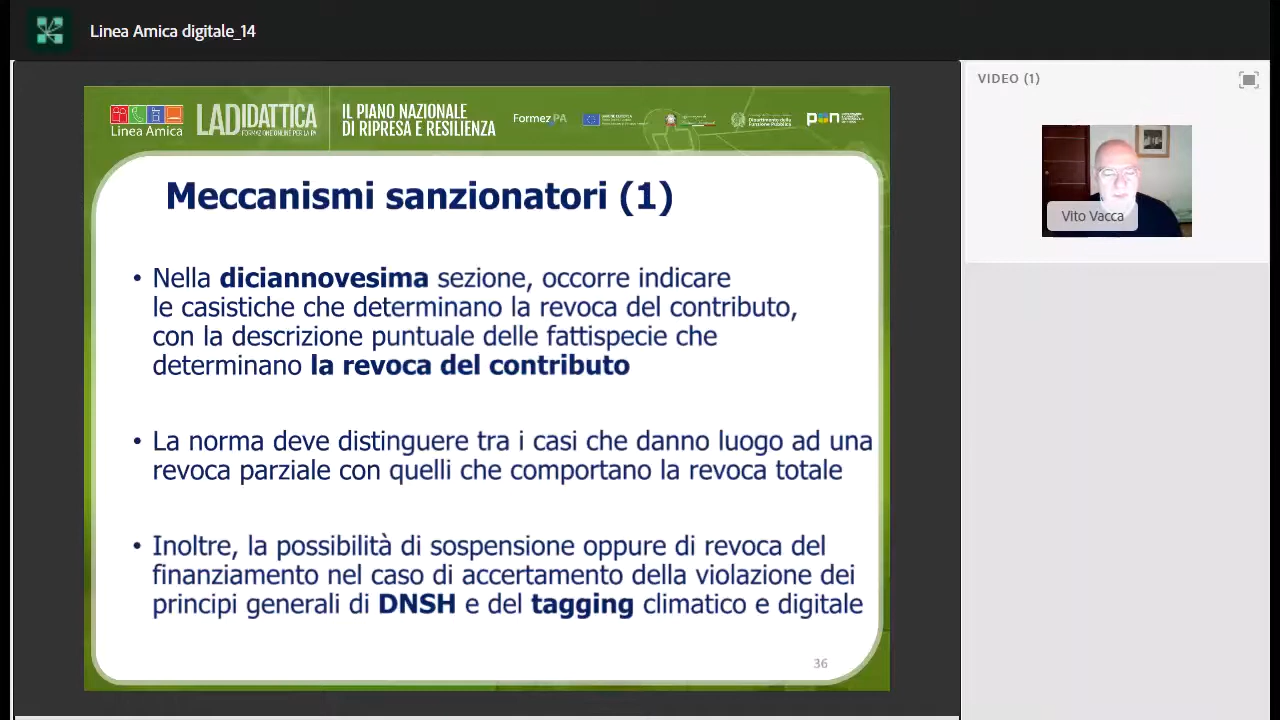 Linea Amica digitale_14
VIDEO (1)
Linea Amica
LADIDATTICA
IL PIANO NAZIONALE
DI RIPRESA E RESILIENZA
FormezPA
Dipartimento della
Funzione Pubblica
Vito Vacca
Meccanismi sanzionatori (1)
• Nella diciannovesima sezione, occorre indicare
le casistiche che determinano la revoca del contributo,
con la descrizione puntuale delle fattispecie che
determinano la revoca del contributo
• La norma deve distinguere tra i casi che danno luogo ad una
revoca parziale con quelli che comportano la revoca totale
• Inoltre, la possibilità di sospensione oppure di revoca del
finanziamento nel caso di accertamento della violazione dei
principi generali di DNSH e del tagging climatico e digitale
36